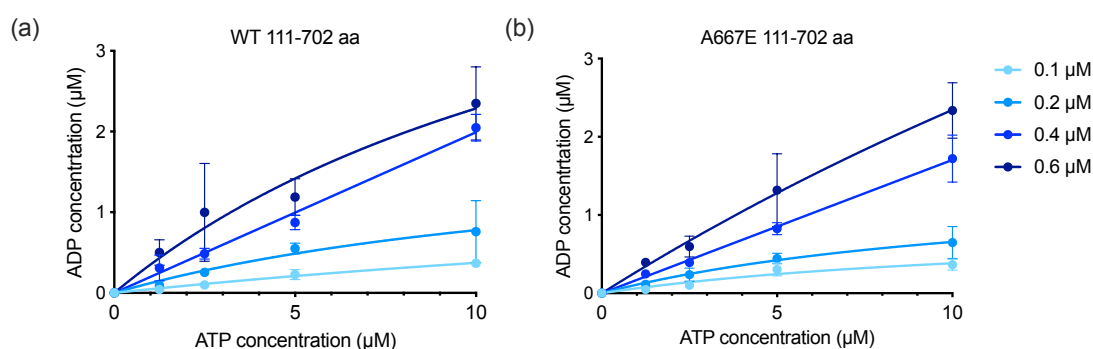 (a)
WT 111-702 aa
ADP concentrtation (µM)
3
2
1
0
0
5
10
ATP concentration (µM)
(b)
A667E 111-702 aa
ADP concentration (µM)
3
2
1
0
0
5
10
ATP concentration (µM)
0.1 µM
0.2 µM
0.4 µM
0.6 µM